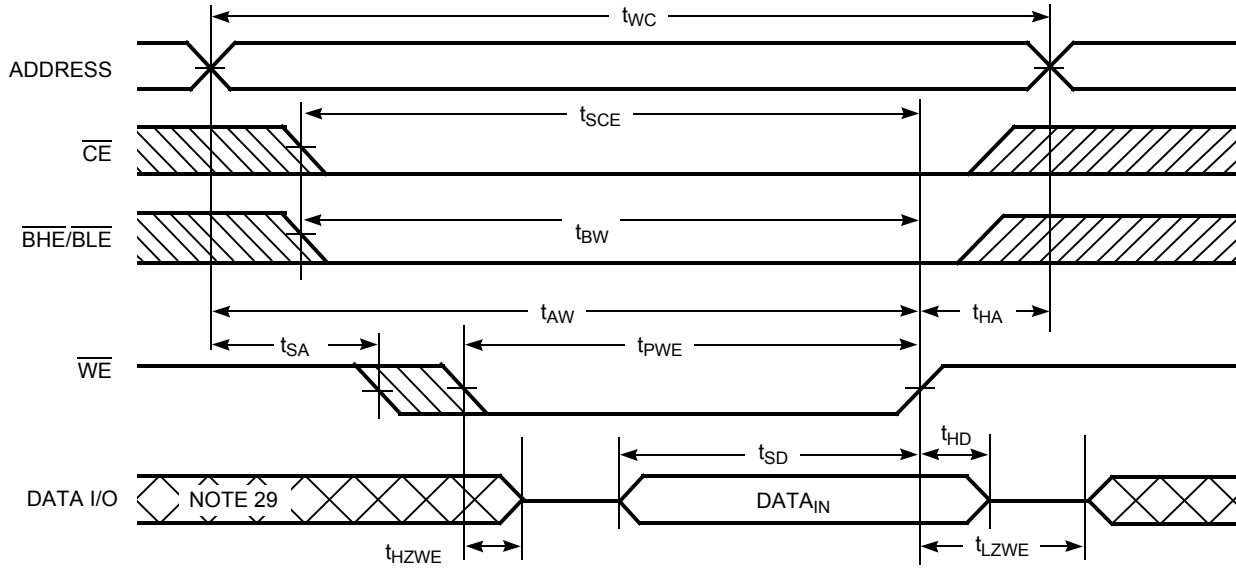 tWC
ADDRESS
tSCE
CE
BHE/BLE
tBW
tAW
tHA
tSA
tPWE
WE
tSD
tHD
DATA I/O
NOTE 29
DATAIN
tHZWE
tLZWE